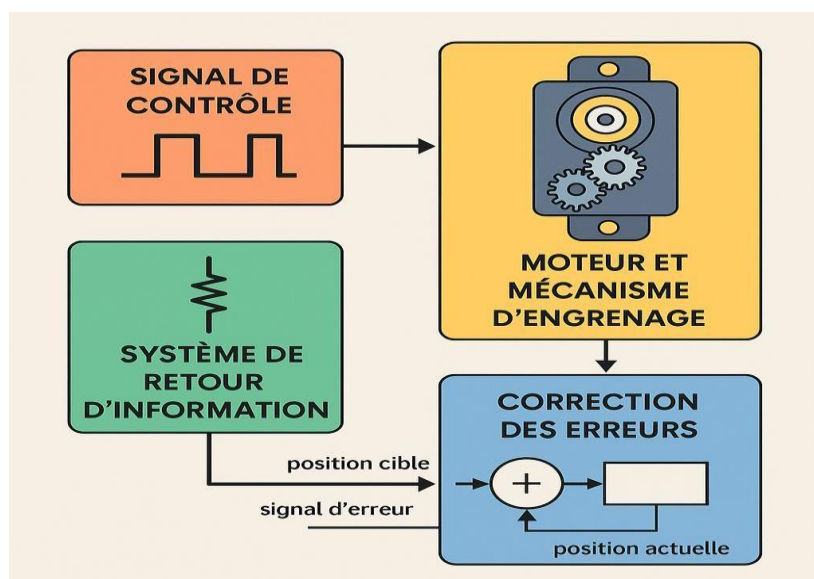 SIGNAL DE
CONTRÔLE
MOTEUR ET
MÉCANISME
D'ENGRENAGE
SYSTÈME DE
RETOUR
D'INFORMATION
CORRECTION
DES ERREURS
position cible
signal d'erreur
+
position actuelle